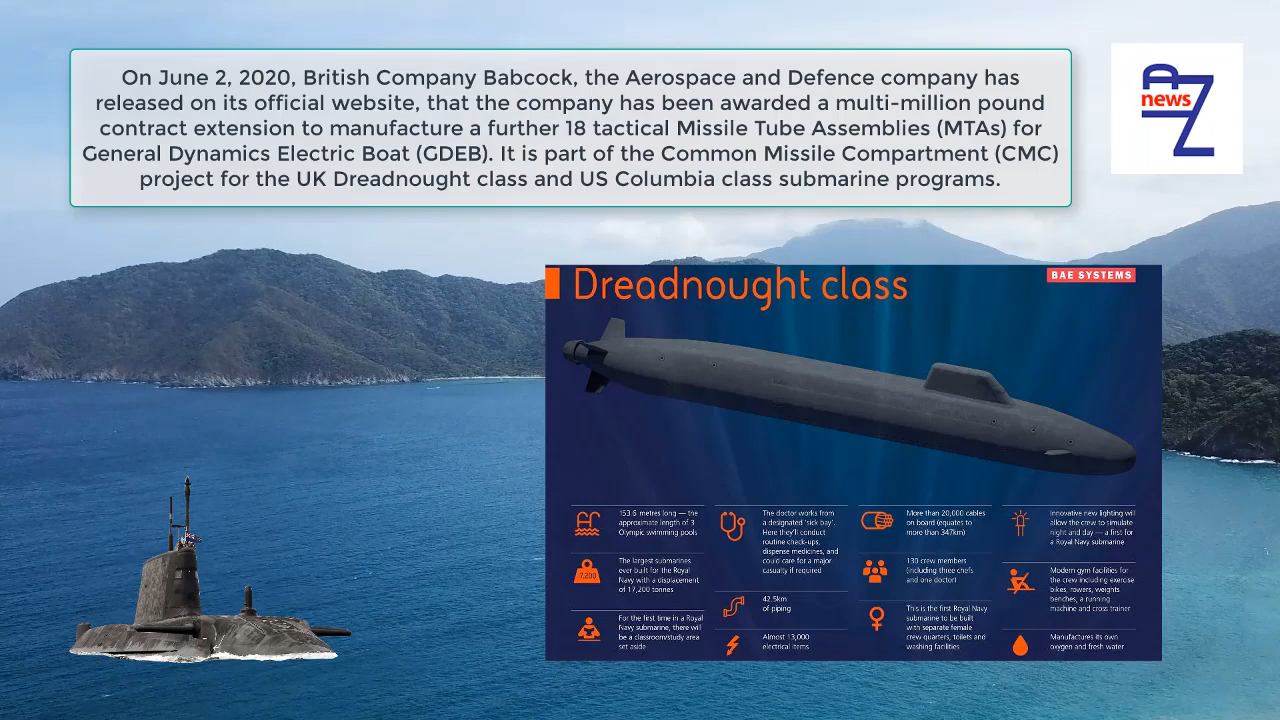 On June 2, 2020, British Company Babcock, the Aerospace and Defence company has
released on its official website, that the company has been awarded a multi-million pound
contract extension to manufacture a further 18 tactical Missile Tube Assemblies (MTAs) for
General Dynamics Electric Boat (GDEB). It is part of the Common Missile Compartment (CMC)
project for the UK Dreadnought class and US Columbia class submarine programs.
A
news
Z
Dreadnought class
BAE SYSTEMS
153.6 metres long — the
approximate length of 3
Olympic swimming pools
7,200
The largest submarines
ever built for the Royal
Navy with a displacement
of 17,200 tonnes
For the first time in a Royal
Navy submarine, there will
be a classroom/study area
set aside
The doctor works from
a designated 'sick bay'.
Here they'll conduct
routine check-ups,
dispense medicines, and
could care for a major
casualty if required
42.5km
of piping
Almost 13,000
electrical items
More than 20,000 cables
on board (equates to
more than 347km)
130 crew members
(including three chefs
and one doctor)
This is the first Royal Navy
submarine to be built
with separate female
crew quarters, toilets and
washing facilities
Innovative new lighting will
allow the crew to simulate
night and day — a first for
a Royal Navy submarine
Modern gym facilities for
the crew including exercise
bikes, rowers, weights
benches, a running
machine and cross trainer
Manufactures its own
oxygen and fresh water